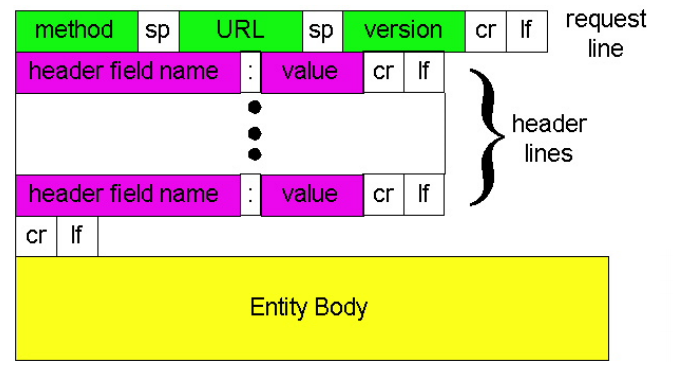 method sp URL sp version cr lf request line
header field name : value cr lf
header lines
header field name : value cr lf
cr lf
Entity Body